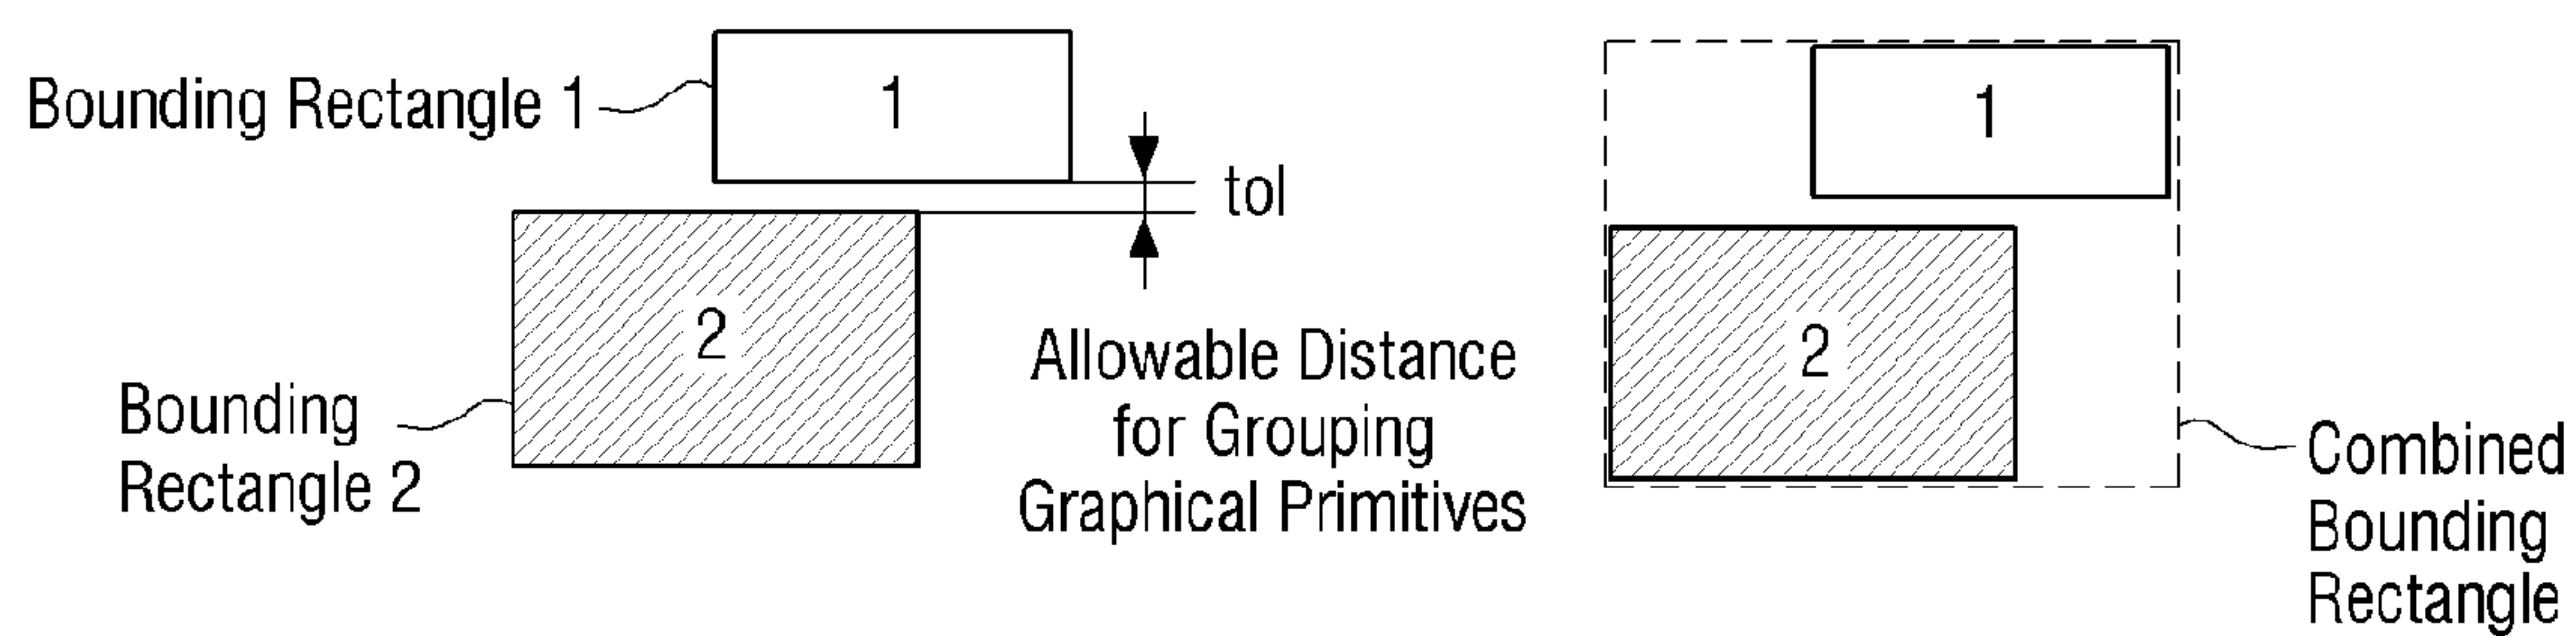 Bounding Rectangle 1
1
tol
2
Bounding
Rectangle 2
Allowable Distance
for Grouping
Graphical Primitives
1
2
Combined
Bounding
Rectangle